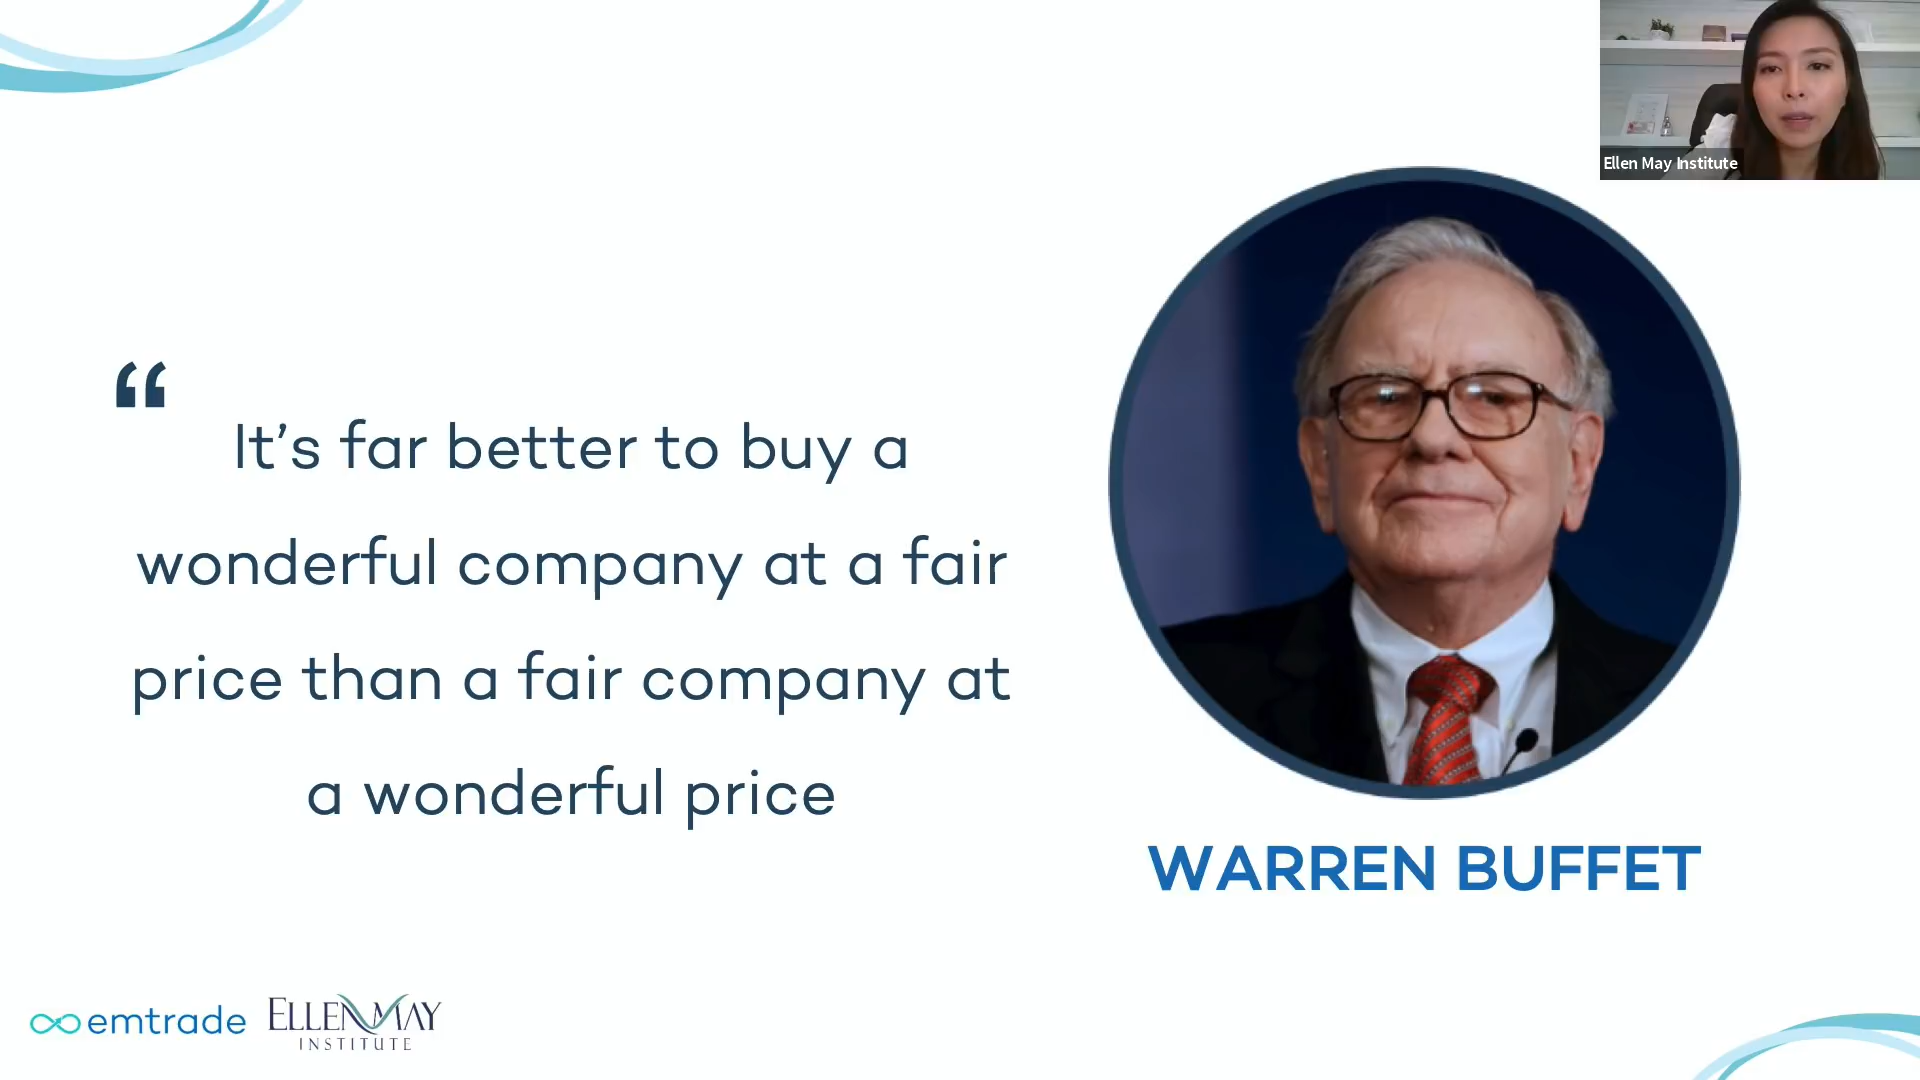 Ellen May Institute
“
It’s far better to buy a
wonderful company at a fair
price than a fair company at
a wonderful price
WARREN BUFFET
emtrade
ELLEN MAY
INSTITUTE